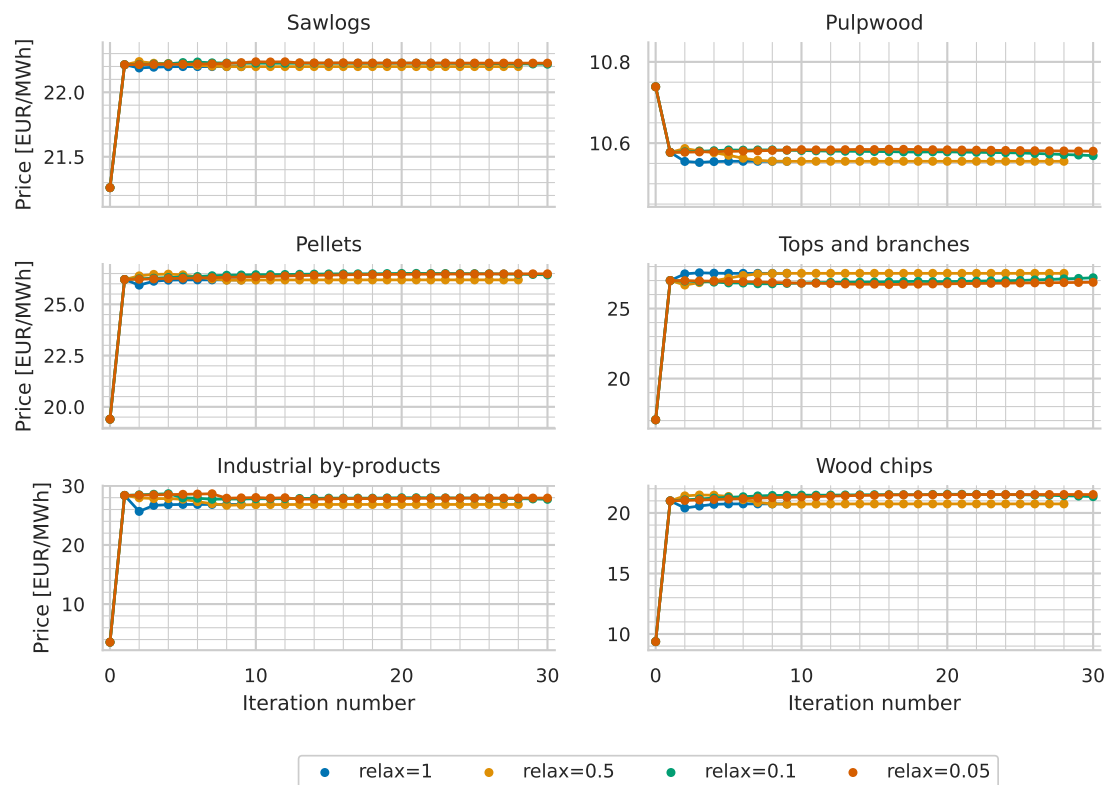 Sawlogs
Pulpwood
Price [EUR/MWh]
22.0
21.5
10.8
10.6
Pellets
Tops and branches
Price [EUR/MWh]
25.0
22.5
20.0
25
20
Industrial by-products
Wood chips
Price [EUR/MWh]
30
20
10
20
15
10
0 10 20 30
0 10 20 30
Iteration number
Iteration number
relax=1 relax=0.5 relax=0.1 relax=0.05